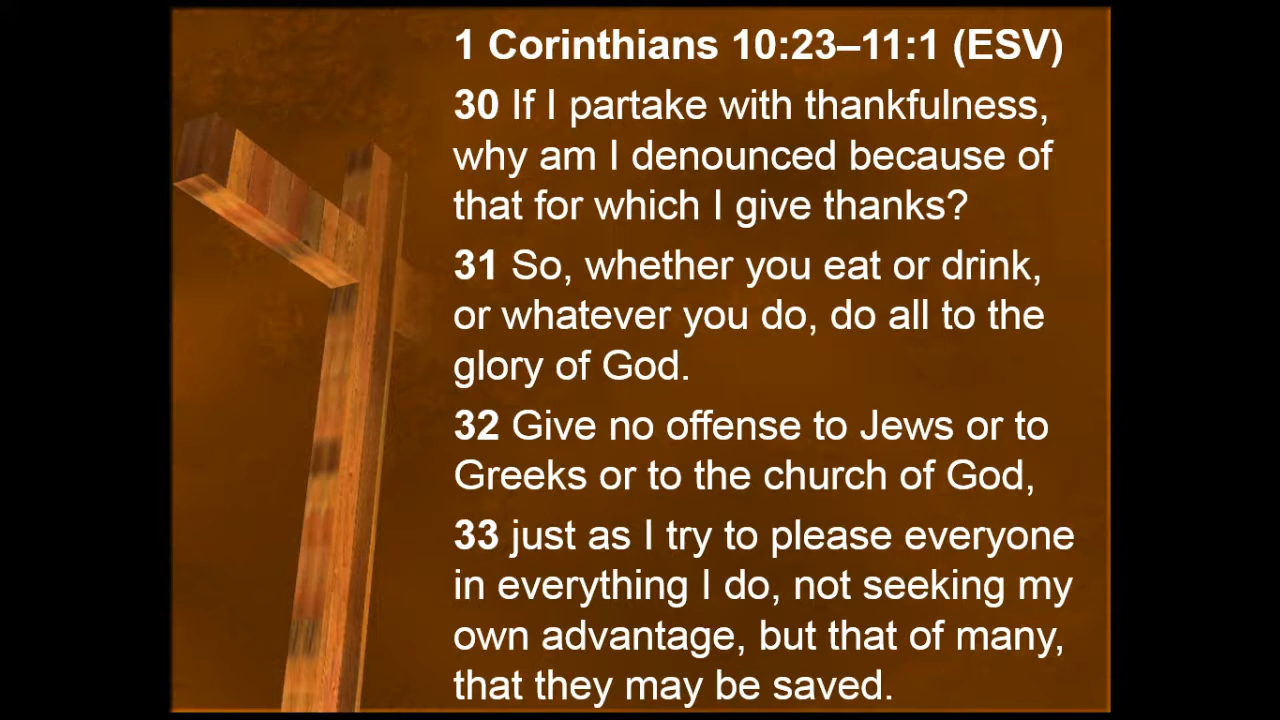 1 Corinthians 10:23–11:1 (ESV)
30 If I partake with thankfulness,
why am I denounced because of
that for which I give thanks?
31 So, whether you eat or drink,
or whatever you do, do all to the
glory of God.
32 Give no offense to Jews or to
Greeks or to the church of God,
33 just as I try to please everyone
in everything I do, not seeking my
own advantage, but that of many,
that they may be saved.